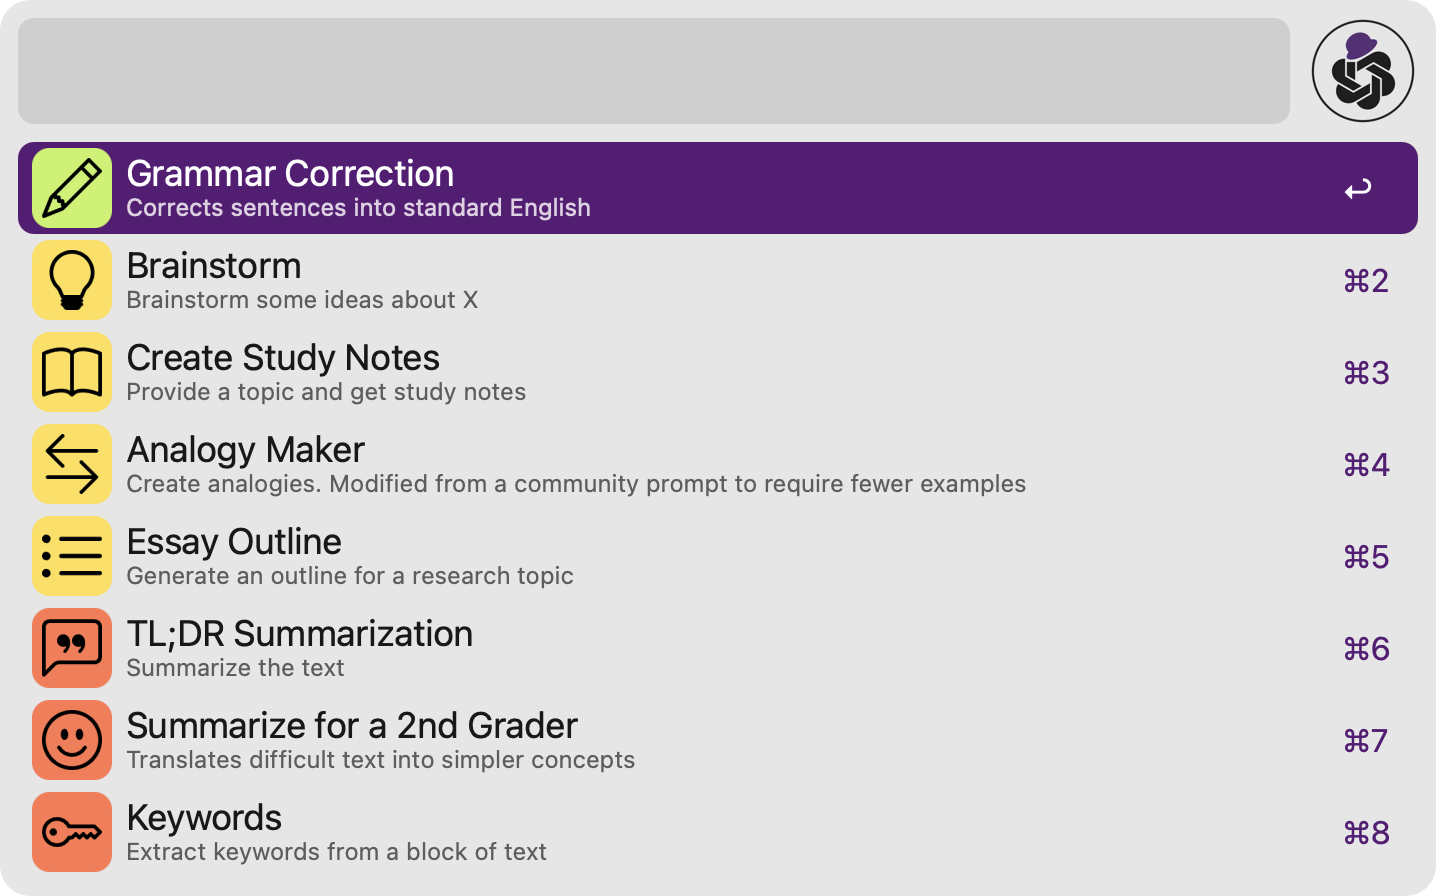 Grammar Correction
Corrects sentences into standard English
↩
Brainstorm
Brainstorm some ideas about X
⌘2
Create Study Notes
Provide a topic and get study notes
⌘3
Analogy Maker
Create analogies. Modified from a community prompt to require fewer examples
⌘4
Essay Outline
Generate an outline for a research topic
⌘5
TL;DR Summarization
Summarize the text
⌘6
Summarize for a 2nd Grader
Translates difficult text into simpler concepts
⌘7
Keywords
Extract keywords from a block of text
⌘8